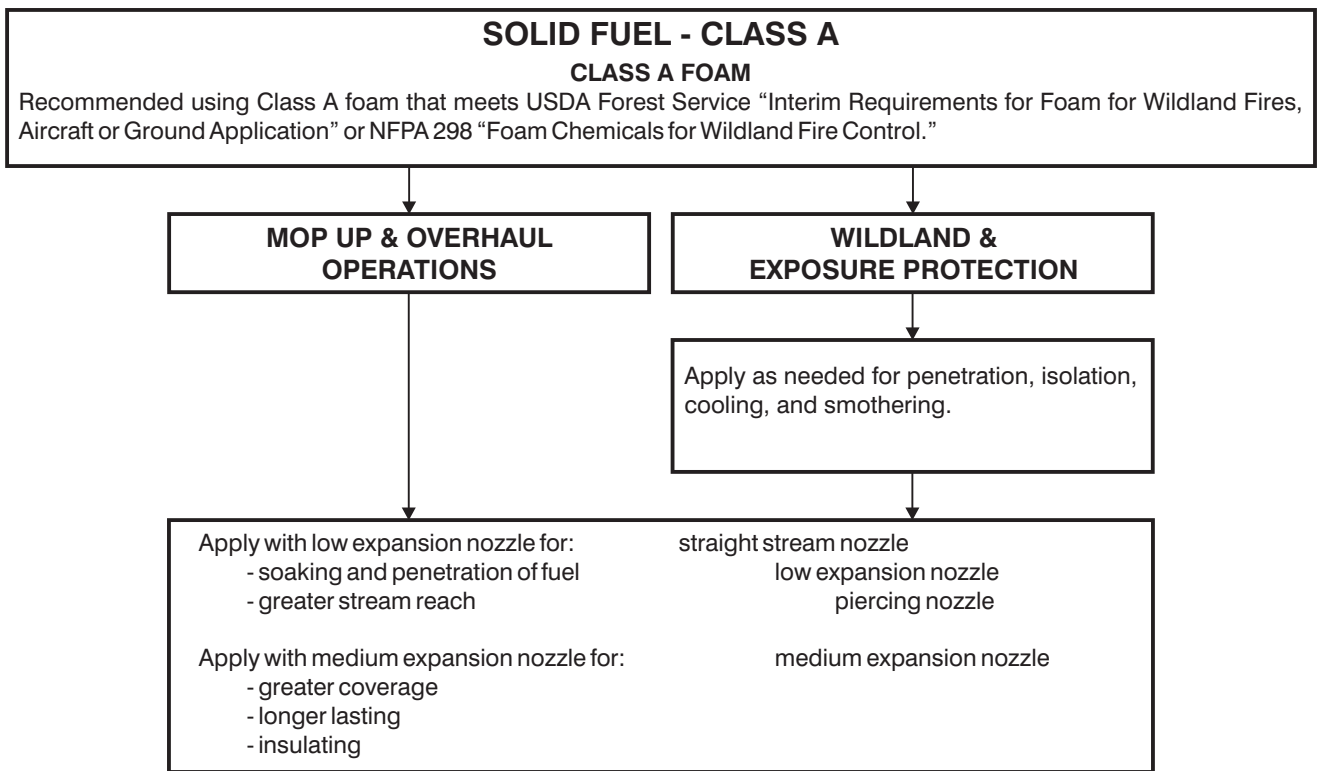 SOLID FUEL - CLASS A
CLASS A FOAM
Recommended using Class A foam that meets USDA Forest Service “Interim Requirements for Foam for Wildland Fires,
Aircraft or Ground Application” or NFPA 298 “Foam Chemicals for Wildland Fire Control.”
MOP UP & OVERHAUL
OPERATIONS
WILDLAND &
EXPOSURE PROTECTION
Apply as needed for penetration, isolation,
cooling, and smothering.
Apply with low expansion nozzle for: straight stream nozzle
- soaking and penetration of fuel low expansion nozzle
- greater stream reach piercing nozzle
Apply with medium expansion nozzle for: medium expansion nozzle
- greater coverage
- longer lasting
- insulating